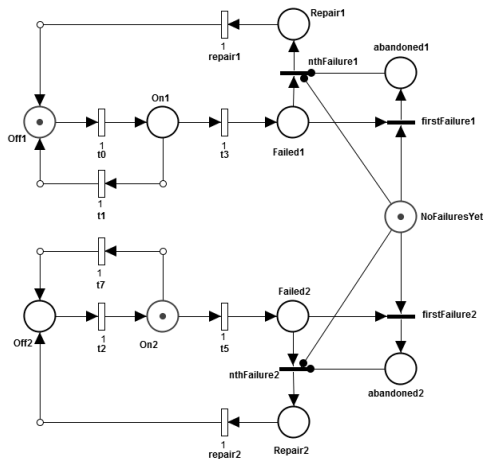 Repair1
1
repair1
nthFailure1
abandoned1
On1
Off1
1
t0
1
t3
Failed1
firstFailure1
1
t1
NoFailuresYet
1
t7
Failed2
Off2
1
t2
On2
1
t5
firstFailure2
nthFailure2
abandoned2
1
repair2
Repair2